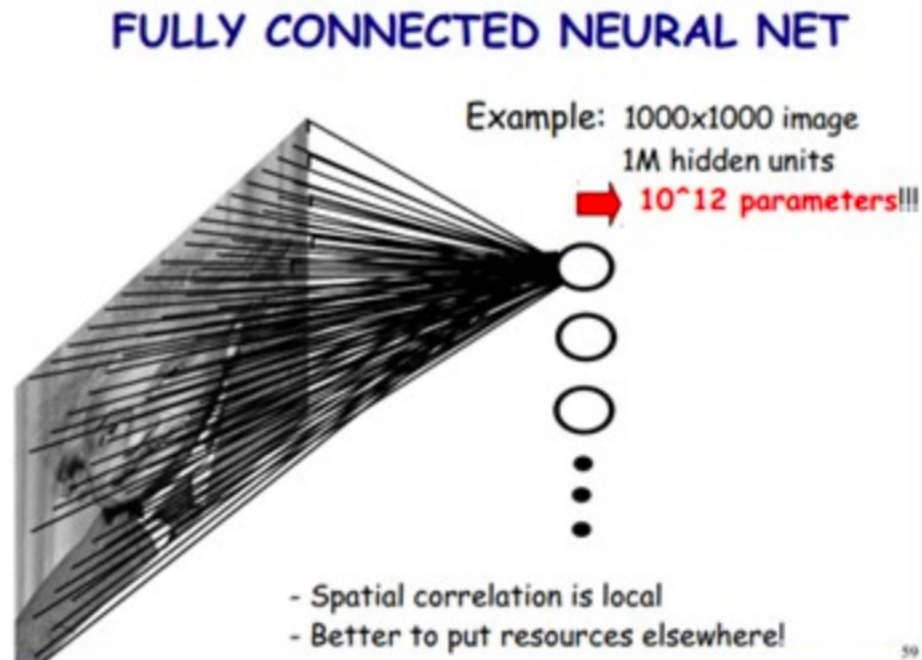 FULLY CONNECTED NEURAL NET
Example: 1000x1000 image
1M hidden units
10^12 parameters!!!
- Spatial correlation is local
- Better to put resources elsewhere!
59